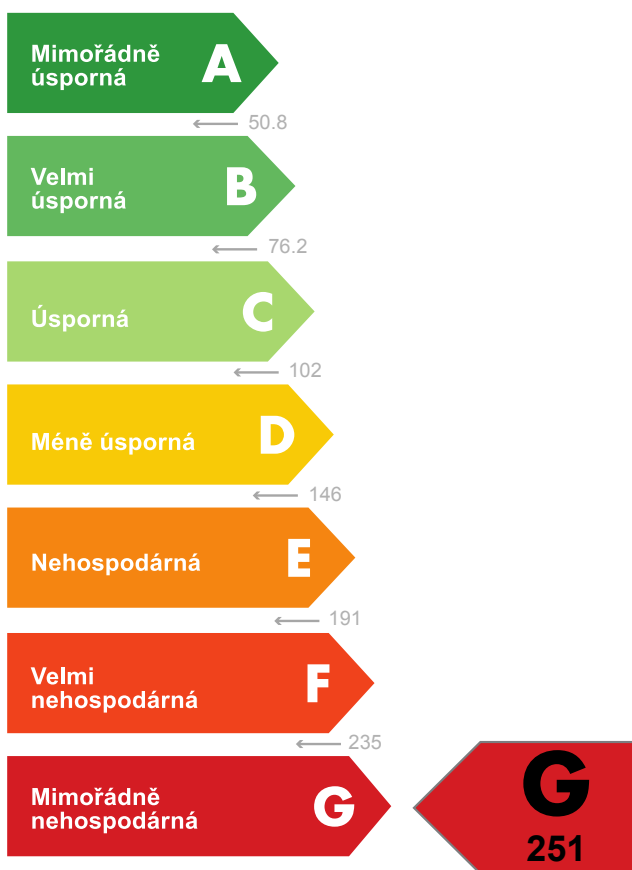 Mimořádně
úsporná
A
50.8
Velmi
úsporná
B
76.2
Úsporná
C
102
Méně úsporná
D
146
Nehospodárná
E
191
Velmi
nehospodárná
F
235
Mimořádně
nehospodárná
G
G
251